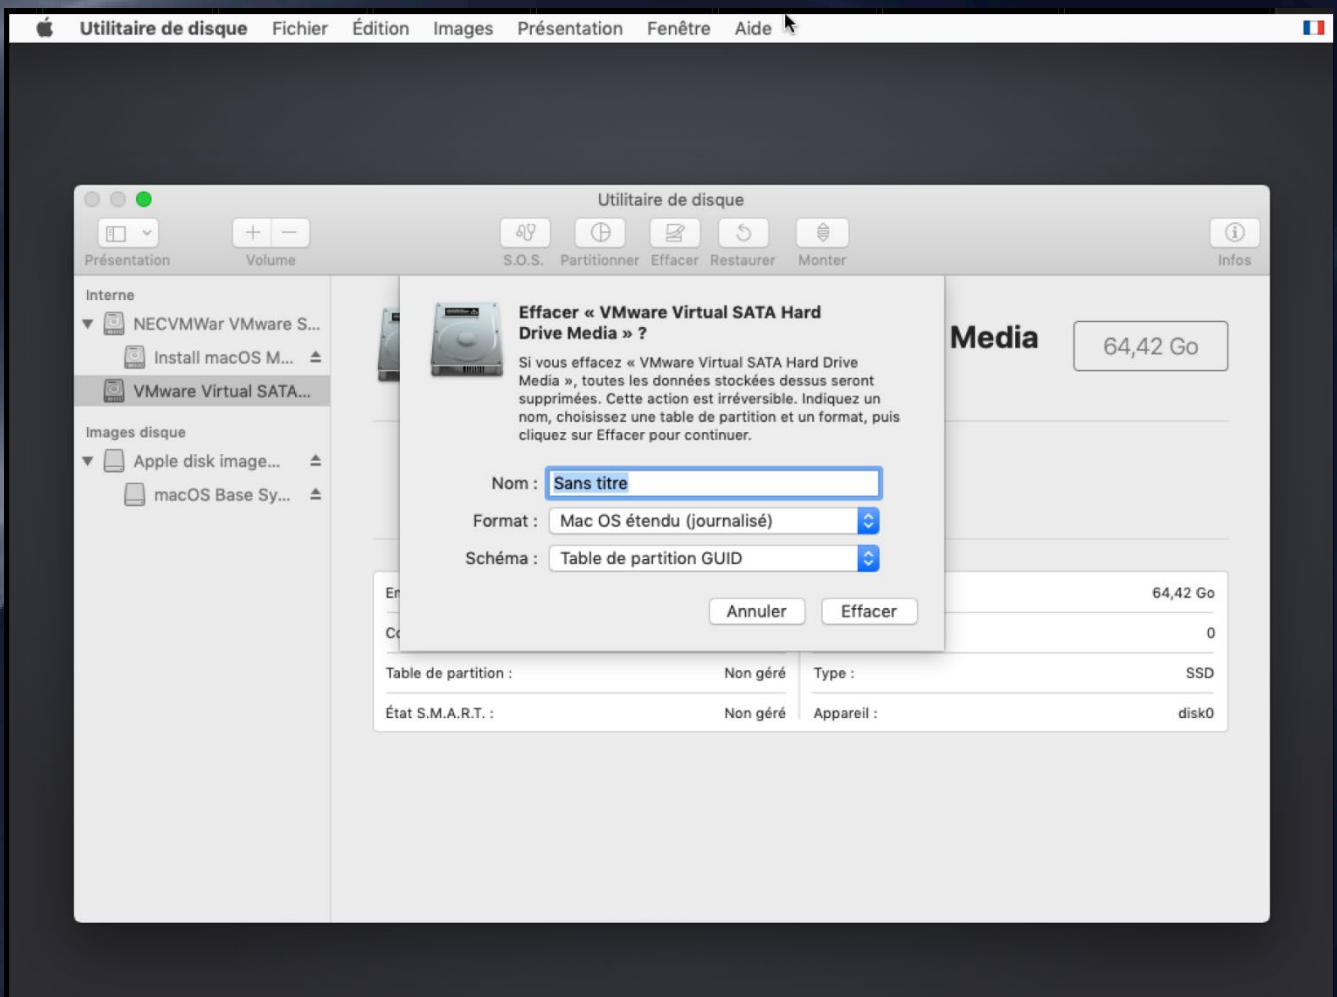 Utilitaire de disque Fichier Édition Images Présentation Fenêtre Aide
Utilitaire de disque
Présentation Volume S.O.S. Partitionner Effacer Restaurer Monter Infos
Interne
NECVMWar VMware S...
Install macOS M...
VMware Virtual SATA...
Images disque
Apple disk image...
macOS Base Sy...
Media
64,42 Go
Effacer « VMware Virtual SATA Hard
Drive Media » ?
Si vous effacez « VMware Virtual SATA Hard Drive
Media », toutes les données stockées dessus seront
supprimées. Cette action est irréversible. Indiquez un
nom, choisissez une table de partition et un format, puis
cliquez sur Effacer pour continuer.
Nom : Sans titre
Format : Mac OS étendu (journalisé)
Schéma : Table de partition GUID
Annuler Effacer
64,42 Go
0
Table de partition : Non géré Type : SSD
État S.M.A.R.T. : Non géré Appareil : disk0